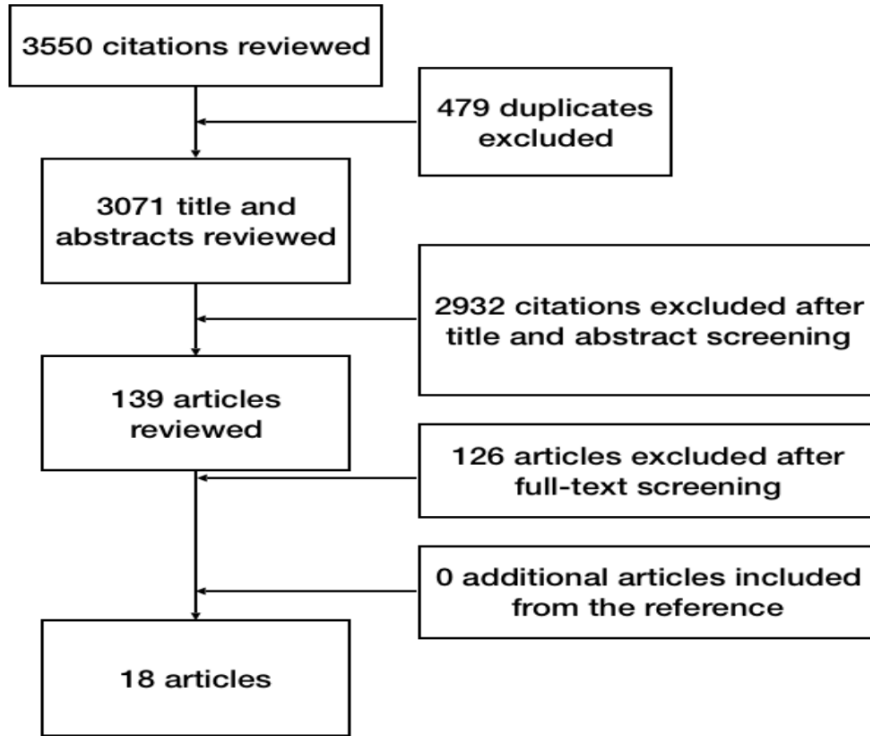 3550 citations reviewed
479 duplicates
excluded
3071 title and
abstracts reviewed
2932 citations excluded after
title and abstract screening
139 articles
reviewed
126 articles excluded after
full-text screening
0 additional articles included
from the reference
18 articles